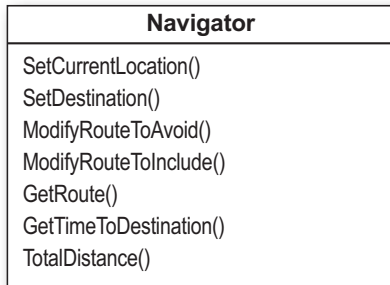 Navigator
SetCurrentLocation()
SetDestination()
ModifyRouteToAvoid()
ModifyRouteToInclude()
GetRoute()
GetTimeToDestination()
TotalDistance()